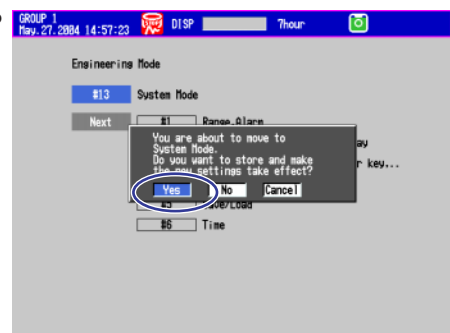 GROUP 1
May.27.2004 14:57:23 DISP 7hour
Engineering Mode
#13 System Mode
Next #1 Range,Alarm
ay
r key...
You are about to move to
System Mode.
Do you want to store and make
the new settings take effect?
Yes No Cancel
#5 Save/Load
#6 Time